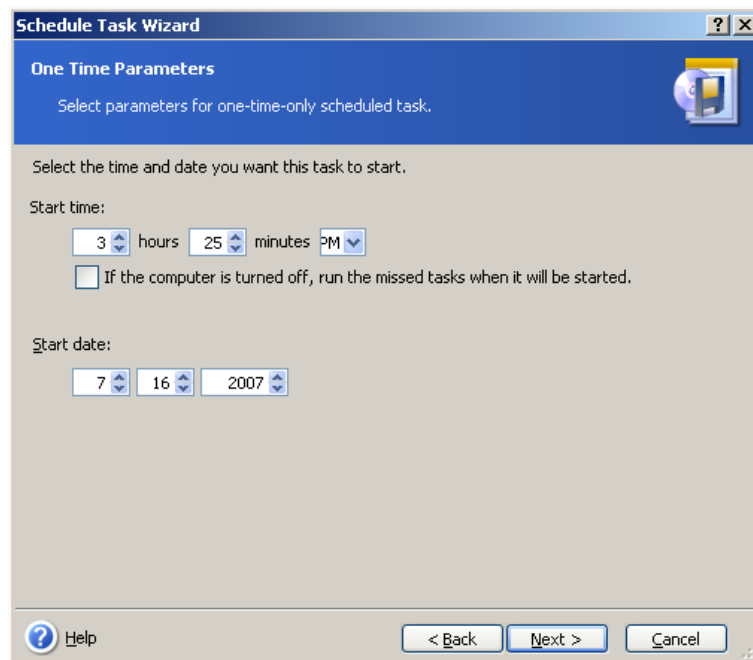 Schedule Task Wizard
One Time Parameters
Select parameters for one-time-only scheduled task.
Select the time and date you want this task to start.
Start time:
3 hours 25 minutes PM
If the computer is turned off, run the missed tasks when it will be started.
Start date:
7 16 2007
Help < Back Next > Cancel